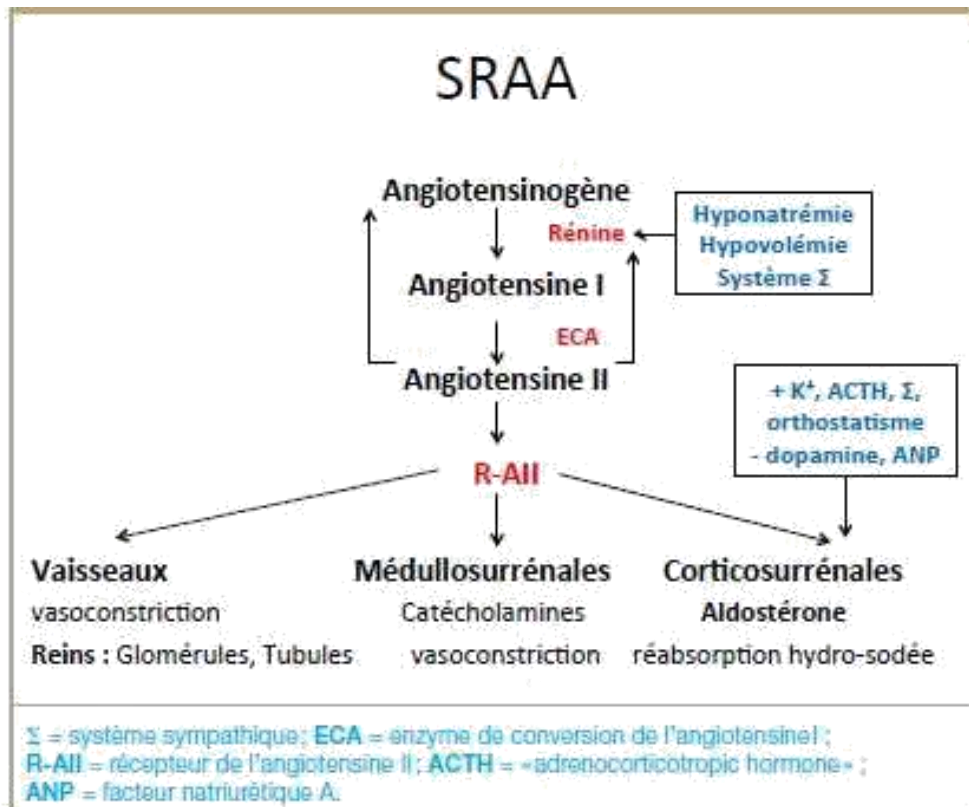 SRAA
Angiotensinogène
Rénine
Hyponatrémie
Hypovolémie
Système Σ
Angiotensine I
ECA
Angiotensine II
+ K⁺, ACTH, Σ,
orthostatisme
- dopamine, ANP
R-AII
Vaisseaux
vasoconstriction
Reins : Glomérules, Tubules
Médullosurrénales
Catécholamines
vasoconstriction
Corticosurrénales
Aldostérone
réabsorption hydro-sodée
Σ = système sympathique; ECA = enzyme de conversion de l'angiotensineI;
R-AII = récepteur de l'angiotensine II; ACTH = «adrenocorticotropic hormone»;
ANP = facteur natriurétique A.